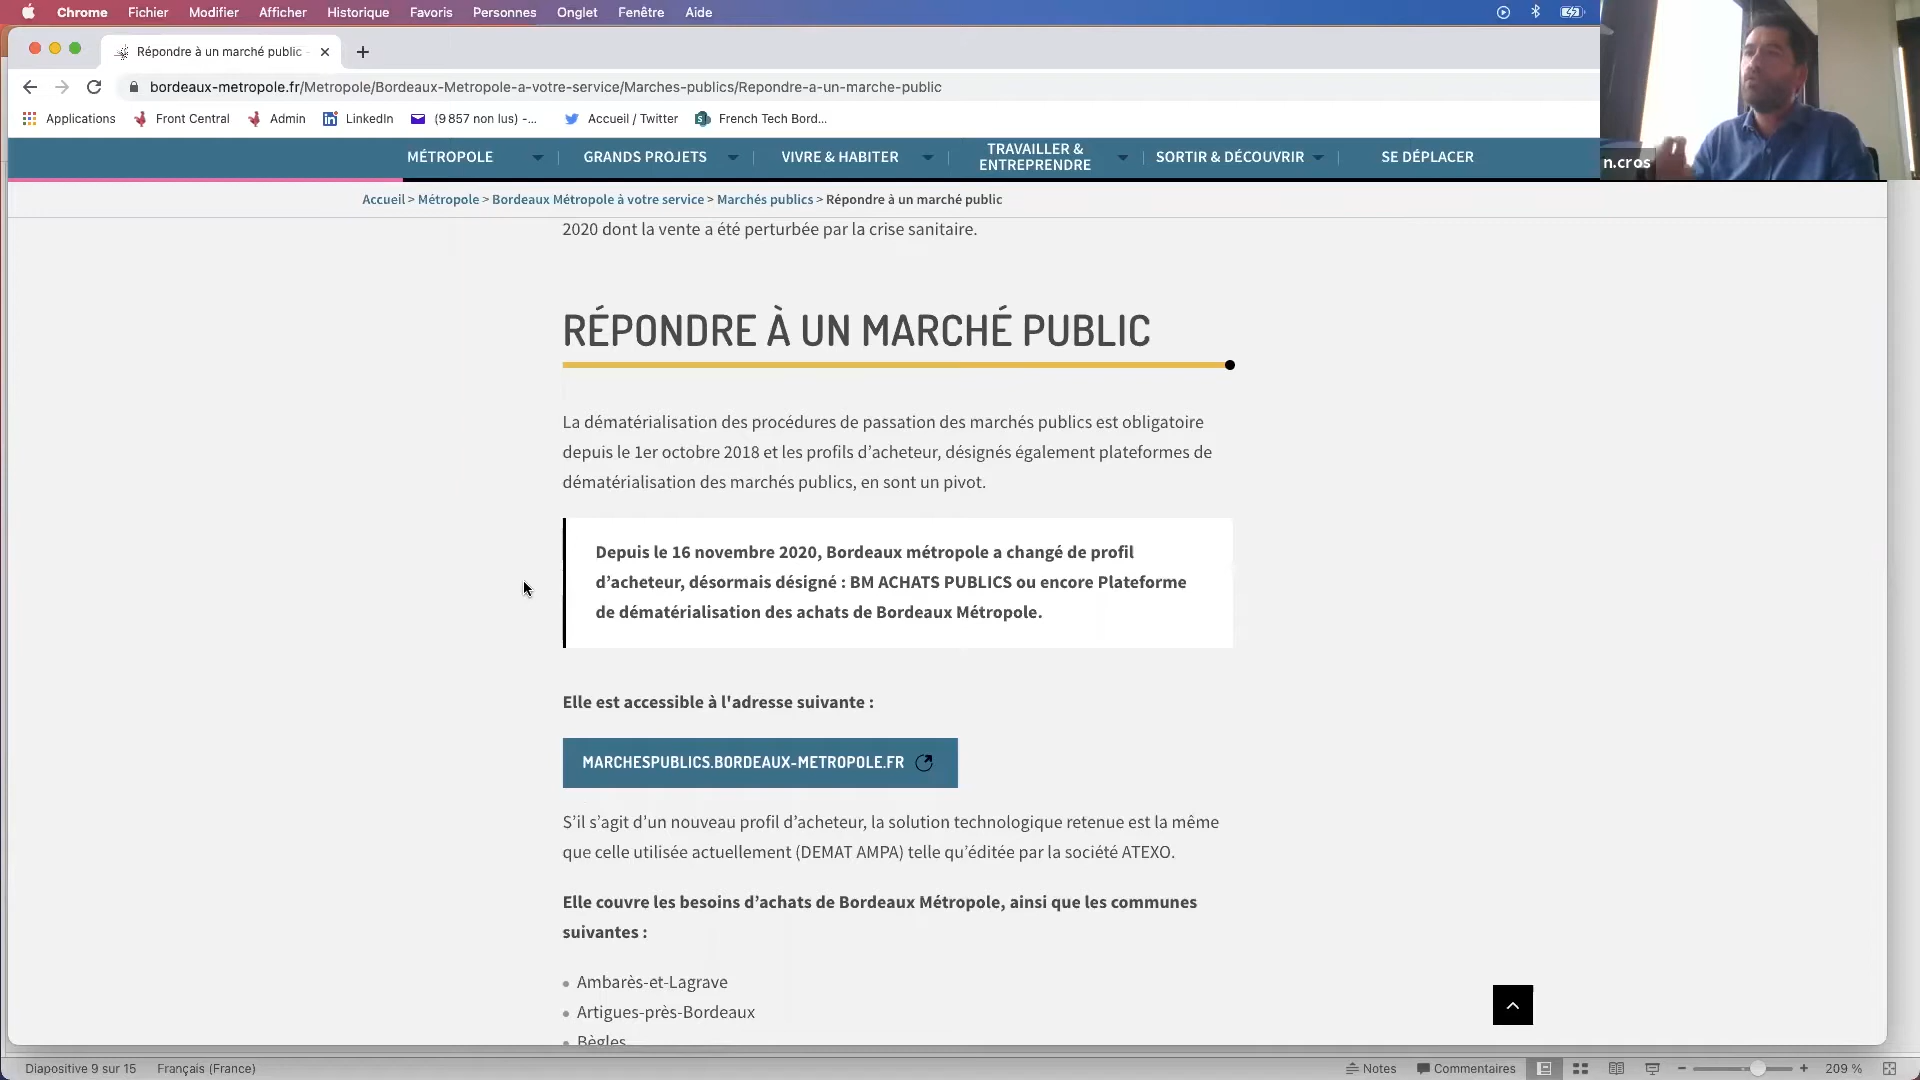 Chrome Fichier Modifier Afficher Historique Favoris Personnes Onglet Fenêtre Aide
Répondre à un marché public
bordeaux-metropole.fr/Metropole/Bordeaux-Metropole-a-votre-service/Marches-publics/Repondre-a-un-marche-public
Applications Front Central Admin LinkedIn (9 857 non lus) -... Accueil / Twitter French Tech Bord...
MÉTROPOLE GRANDS PROJETS VIVRE & HABITER TRAVAILLER & ENTREPRENDRE SORTIR & DÉCOUVRIR SE DÉPLACER
n.cros
Accueil > Métropole > Bordeaux Métropole à votre service > Marchés publics > Répondre à un marché public
2020 dont la vente a été perturbée par la crise sanitaire.
RÉPONDRE À UN MARCHÉ PUBLIC
La dématérialisation des procédures de passation des marchés publics est obligatoire
depuis le 1er octobre 2018 et les profils d’acheteur, désignés également plateformes de
dématérialisation des marchés publics, en sont un pivot.
Depuis le 16 novembre 2020, Bordeaux métropole a changé de profil
d’acheteur, désormais désigné : BM ACHATS PUBLICS ou encore Plateforme
de dématérialisation des achats de Bordeaux Métropole.
Elle est accessible à l'adresse suivante :
MARCHESPUBLICS.BORDEAUX-METROPOLE.FR
S’il s’agit d’un nouveau profil d’acheteur, la solution technologique retenue est la même
que celle utilisée actuellement (DEMAT AMPA) telle qu’éditée par la société ATEXO.
Elle couvre les besoins d’achats de Bordeaux Métropole, ainsi que les communes
suivantes :
Ambarès-et-Lagrave
Artigues-près-Bordeaux
Bègles
Diapositive 9 sur 15 Français (France) Notes Commentaires 209 %